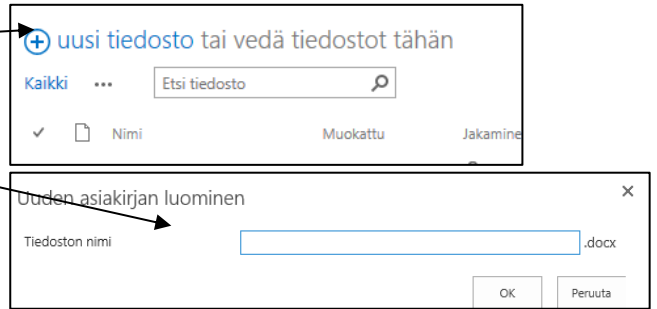 uusi tiedosto tai vedä tiedostot tähän
Kaikki ... Etsi tiedosto
Nimi Muokattu Jakamine
Uuden asiakirjan luominen
Tiedoston nimi .docx
OK Peruuta